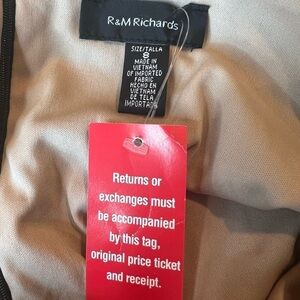 R&M Richards
SIZE/TALLA
8
MADE IN
VIETNAM
OF IMPORTED
FABRIC
HECHO EN
VIETNAM
DE TELA
IMPORTADA
Returns or
exchanges must
be accompanied
by this tag,
original price ticket
and receipt.